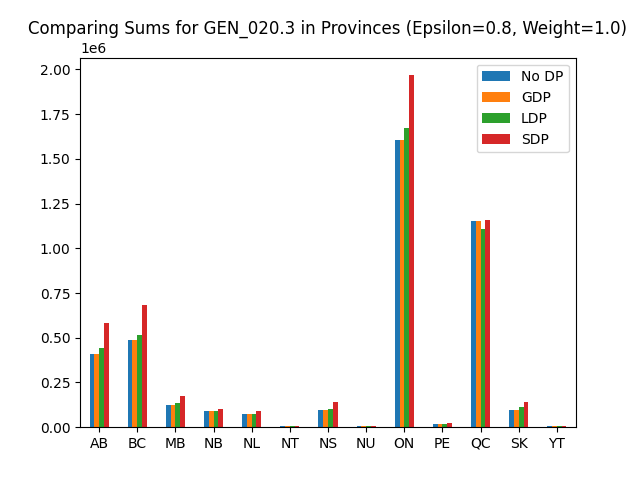 Comparing Sums for GEN_020.3 in Provinces (Epsilon=0.8, Weight=1.0)
1e6
No DP
GDP
LDP
SDP
2.00
1.75
1.50
1.25
1.00
0.75
0.50
0.25
0.00
AB BC MB NB NL NT NS NU ON PE QC SK YT